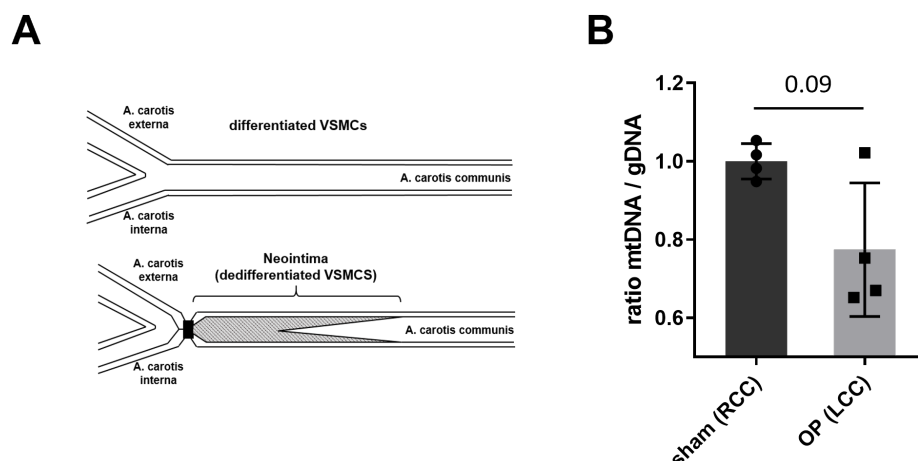 A
A. carotis
externa
differentiated VSMCs
A. carotis communis
A. carotis
interna
Neointima
(dedifferentiated VSMCS)
A. carotis
externa
A. carotis communis
A. carotis
interna
B
0.09
1.2
1.0
0.8
0.6
ratio mtDNA / gDNA
sham (RCC)
OP (LCC)